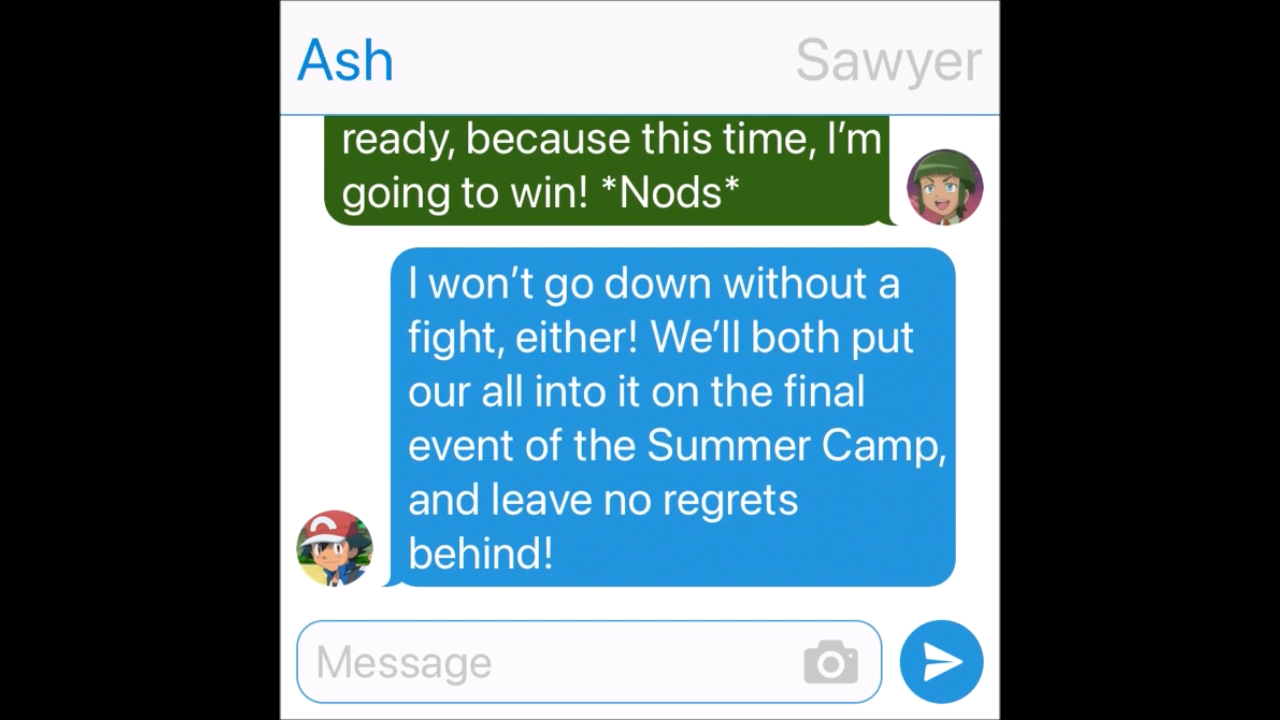 Ash
Sawyer
ready, because this time, I’m
going to win! *Nods*
I won’t go down without a
fight, either! We’ll both put
our all into it on the final
event of the Summer Camp,
and leave no regrets
behind!
Message